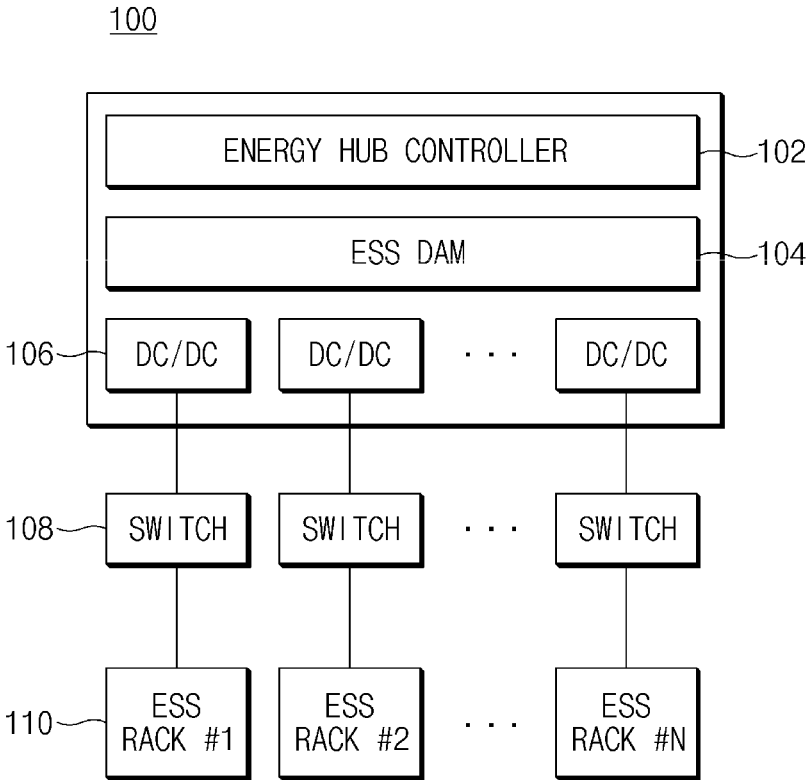 100
ENERGY HUB CONTROLLER
102
ESS DAM
104
106
DC/DC
DC/DC
· · ·
DC/DC
108
SWITCH
SWITCH
· · ·
SWITCH
110
ESS
RACK #1
ESS
RACK #2
· · ·
ESS
RACK #N